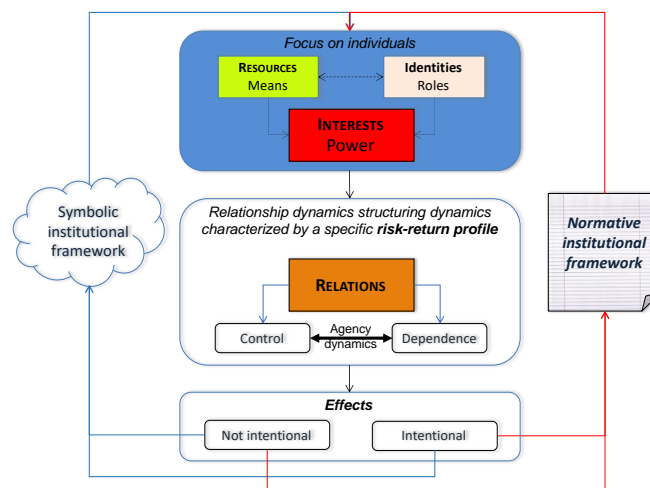 Focus on individuals
RESOURCES
Means
Identities
Roles
INTERESTS
Power
Symbolic
institutional
framework
Relationship dynamics structuring dynamics
characterized by a specific risk-return profile
RELATIONS
Control
Agency
dynamics
Dependence
Normative
institutional
framework
Effects
Not intentional
Intentional